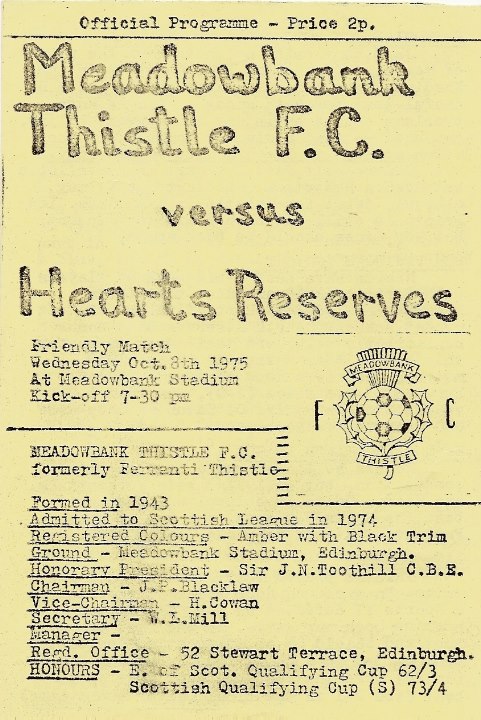 Official Programme - Price 2p.
Meadowbank
Thistle F.C.
versus
Hearts Reserves
Friendly Match
Wednesday Oct.8th 1975
At Meadowbank Stadium
Kick-off 7-30 pm
MEADOWBANK
F C
THISTLE
MEADOWBANK THISTLE F.C.
formerly Ferranti Thistle
Formed in 1943
Admitted to Scottish League in 1974
Registered Colours - Amber with Black Trim
Ground - Meadowbank Stadium, Edinburgh.
Honorary President - Sir J.N.Toothill C.B.E.
Chairman - J.P.Blacklaw
Vice-Chairman - H.Cowan
Secretary - W.L.Mill
Manager -
Regd. Office - 52 Stewart Terrace, Edinburgh.
HONOURS - E. of Scot. Qualifying Cup 62/3
Scottish Qualifying Cup (S) 73/4